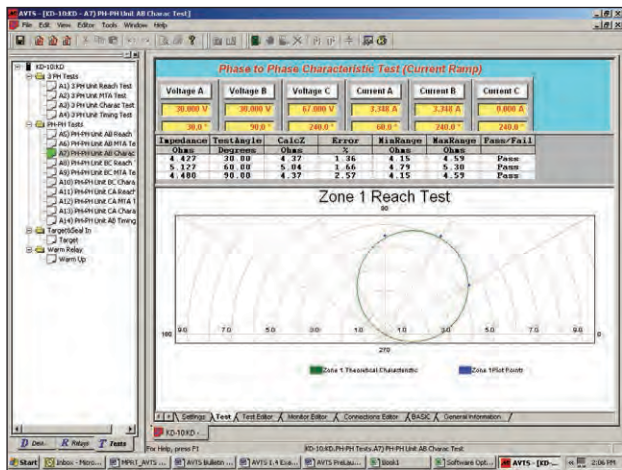 AVTS - [KD-10:KD - A7) PH-PH Unit AB Charac Test]
File Edit View Editor Tools Window Help
KD-10:KD
3 PH Tests
A1) 3 PH Unit Reach Test
A2) 3 PH Unit MTA Test
A3) 3 PH Unit Charac Test
A4) 3 PH Unit Timing Test
PH-PH Tests
A5) PH-PH Unit AB Reach
A6) PH-PH Unit AB MTA Te
A7) PH-PH Unit AB Charac
A8) PH-PH Unit BC Reach
A9) PH-PH Unit BC MTA Te
A10) PH-PH Unit BC Chara
A11) PH-PH Unit CA Reach
A12) PH-PH Unit CA MTA T
A13) PH-PH Unit CA Chara
A14) PH-PH Unit AB Timing
Target&Seal In
Target
Warm Relay
Warm Up
Phase to Phase Characteristic Test (Current Ramp)
Voltage A Voltage B Voltage C Current A Current B Current C
30.000 V 30.000 V 67.000 V 3.348 A 3.348 A 0.000 A
30.0 ° 90.0 ° 240.0 ° 60.0 ° 240.0 ° 240.0 °
Impedance TestAngle CalcZ Error MinRange MaxRange Pass/Fail
Ohms Degrees Ohms % Ohms Ohms
4.427 30.00 4.37 1.36 4.15 4.59 Pass
5.127 60.00 5.04 1.66 4.79 5.30 Pass
4.480 90.00 4.37 2.57 4.15 4.59 Pass
Zone 1 Reach Test
90
180 9.0 7.0 5.0 3.0 1.0 1.0 3.0 5.0 7.0 9.0 0
270
Zone 1 Theoretical Characteristic Zone 1 Plot Points
Settings Test Test Editor Monitor Editor Connections Editor BASIC General Information
KD-10:KD -
D Devi... R Relays T Tests
For Help, press F1 KD-10:KD.PH-PH Tests.A7) PH-PH Unit AB Charac Test
Start Inbox - Micro... MPRT_AVTS ... AVTS Bulletin ... AVTS 1.4 Exa... AVTS PreLau... Book1 Software Opt... AVTS - [KD-... 2:06 PM